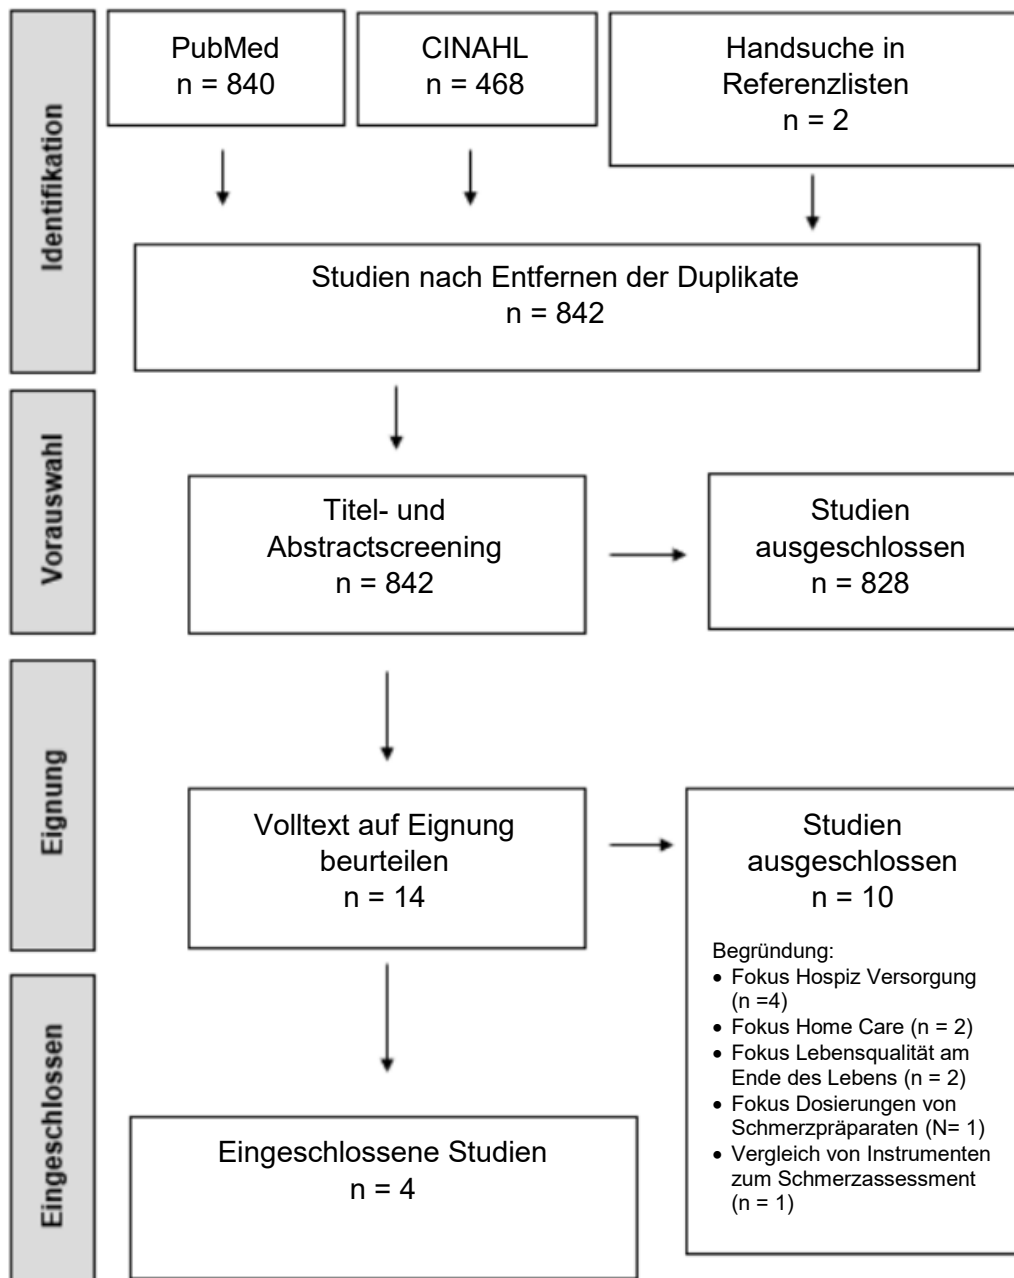 Identifikation
PubMed
n = 840
CINAHL
n = 468
Handsuche in
Referenzlisten
n = 2
Studien nach Entfernen der Duplikate
n = 842
Vorauswahl
Titel- und
Abstractscreening
n = 842
Studien
ausgeschlossen
n = 828
Eignung
Volltext auf Eignung
beurteilen
n = 14
Studien
ausgeschlossen
n = 10
Begründung:
• Fokus Hospiz Versorgung
(n =4)
• Fokus Home Care (n = 2)
• Fokus Lebensqualität am
Ende des Lebens (n = 2)
• Fokus Dosierungen von
Schmerzpräparaten (N= 1)
• Vergleich von Instrumenten
zum Schmerzassessment
(n = 1)
Eingeschlossen
Eingeschlossene Studien
n = 4